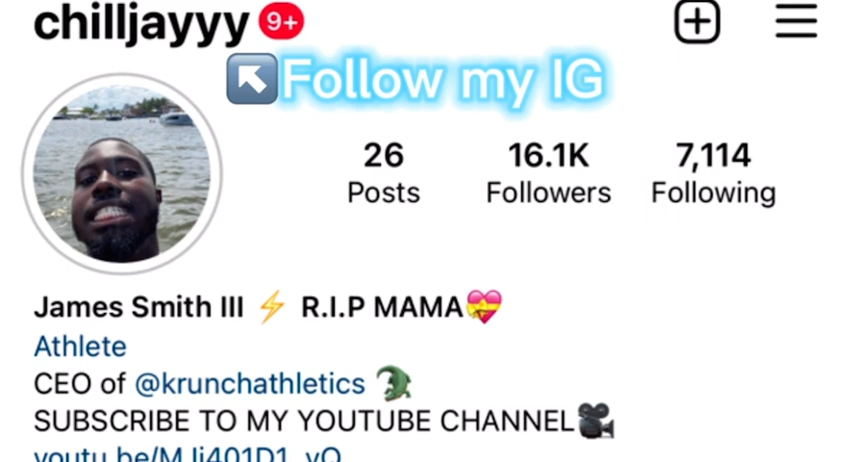 chilljayyy 9+
Follow my IG
26 16.1K 7,114
Posts Followers Following
James Smith III ⚡ R.I.P MAMA💝
Athlete
CEO of @krunchathletics 🐊
SUBSCRIBE TO MY YOUTUBE CHANNEL🎥